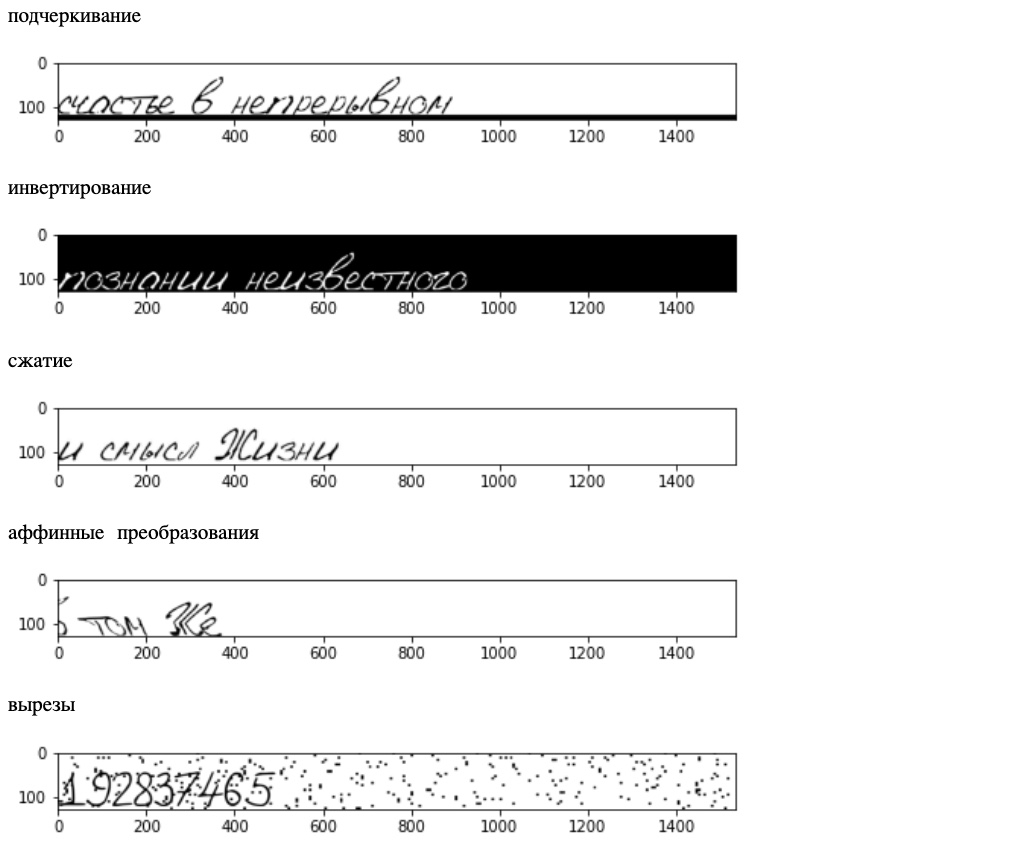 подчеркивание
0
100
счастье в непрерывном
0 200 400 600 800 1000 1200 1400
инвертирование
0
100
познании неизвестного
0 200 400 600 800 1000 1200 1400
сжатие
0
100
и смысл Жизни
0 200 400 600 800 1000 1200 1400
аффинные преобразования
0
100
в том Же
0 200 400 600 800 1000 1200 1400
вырезы
0
100
192837465
0 200 400 600 800 1000 1200 1400